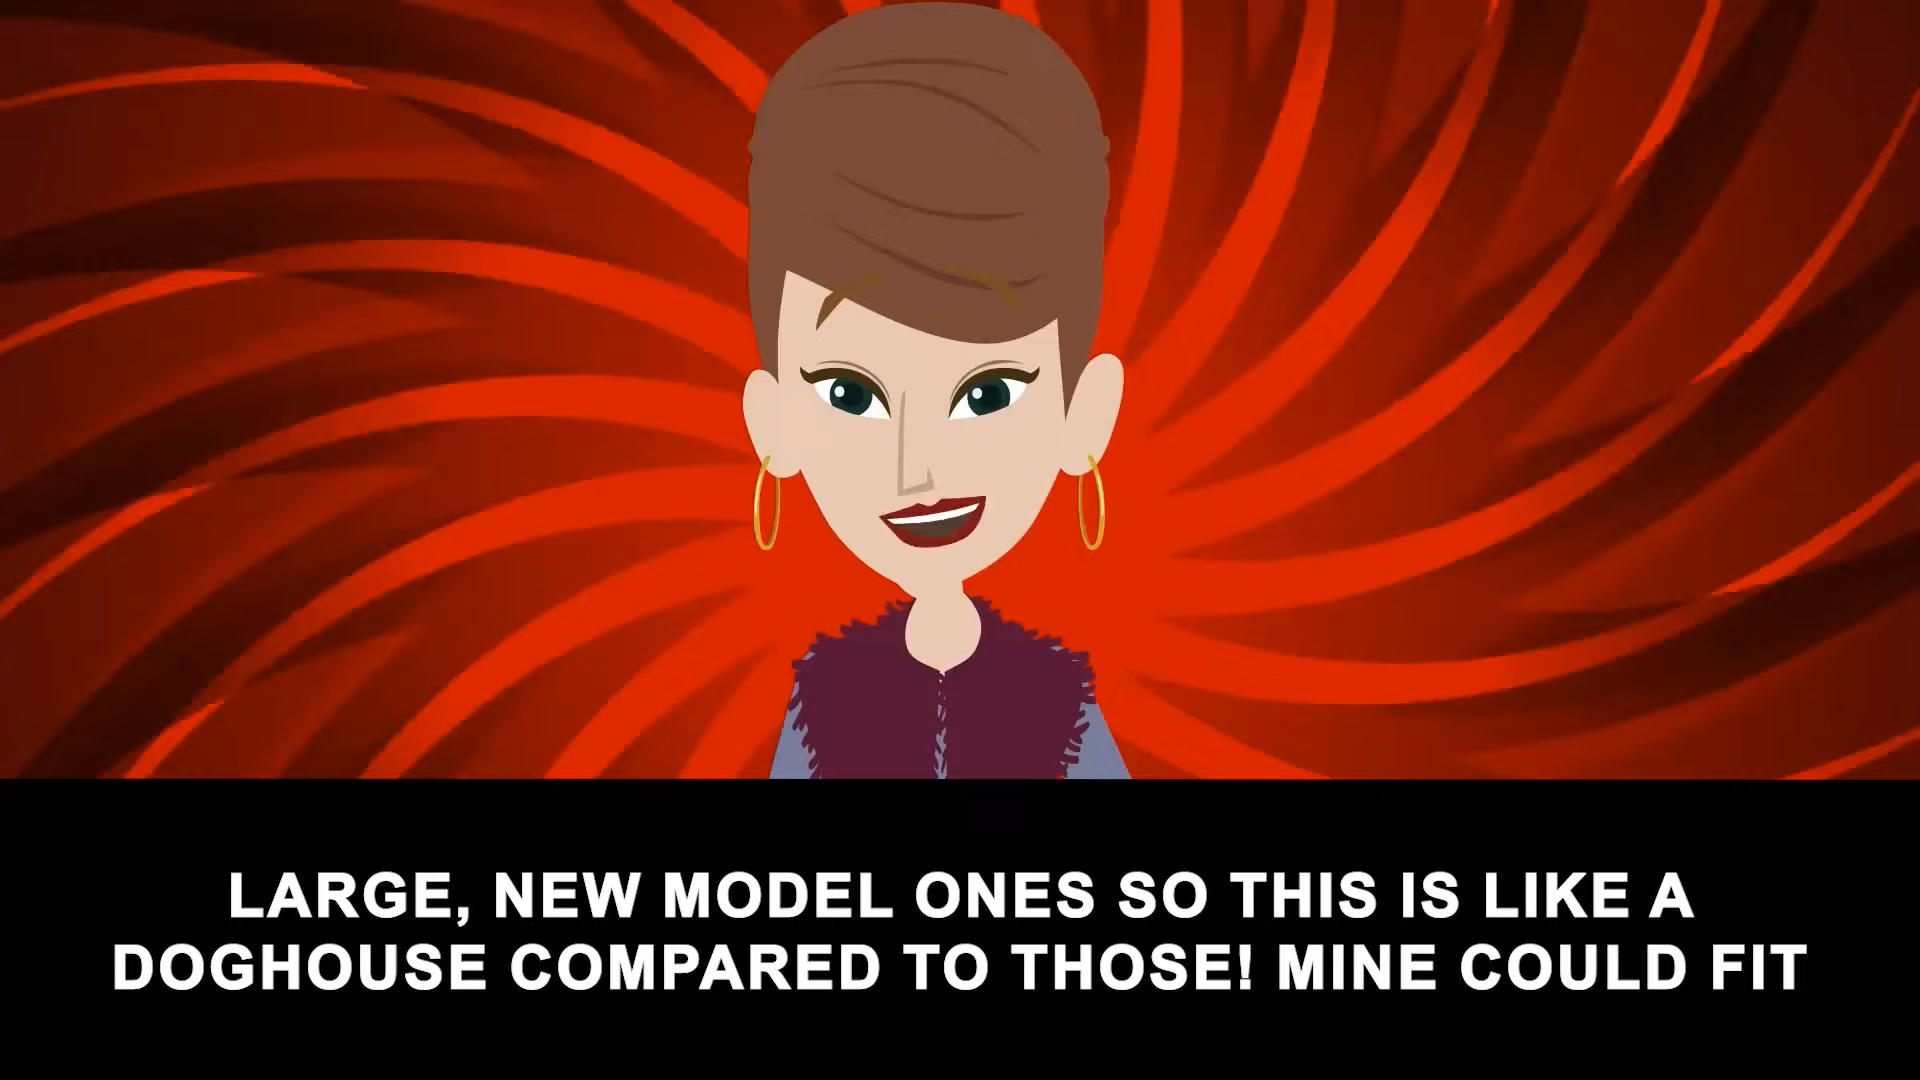 LARGE, NEW MODEL ONES SO THIS IS LIKE A
DOGHOUSE COMPARED TO THOSE! MINE COULD FIT